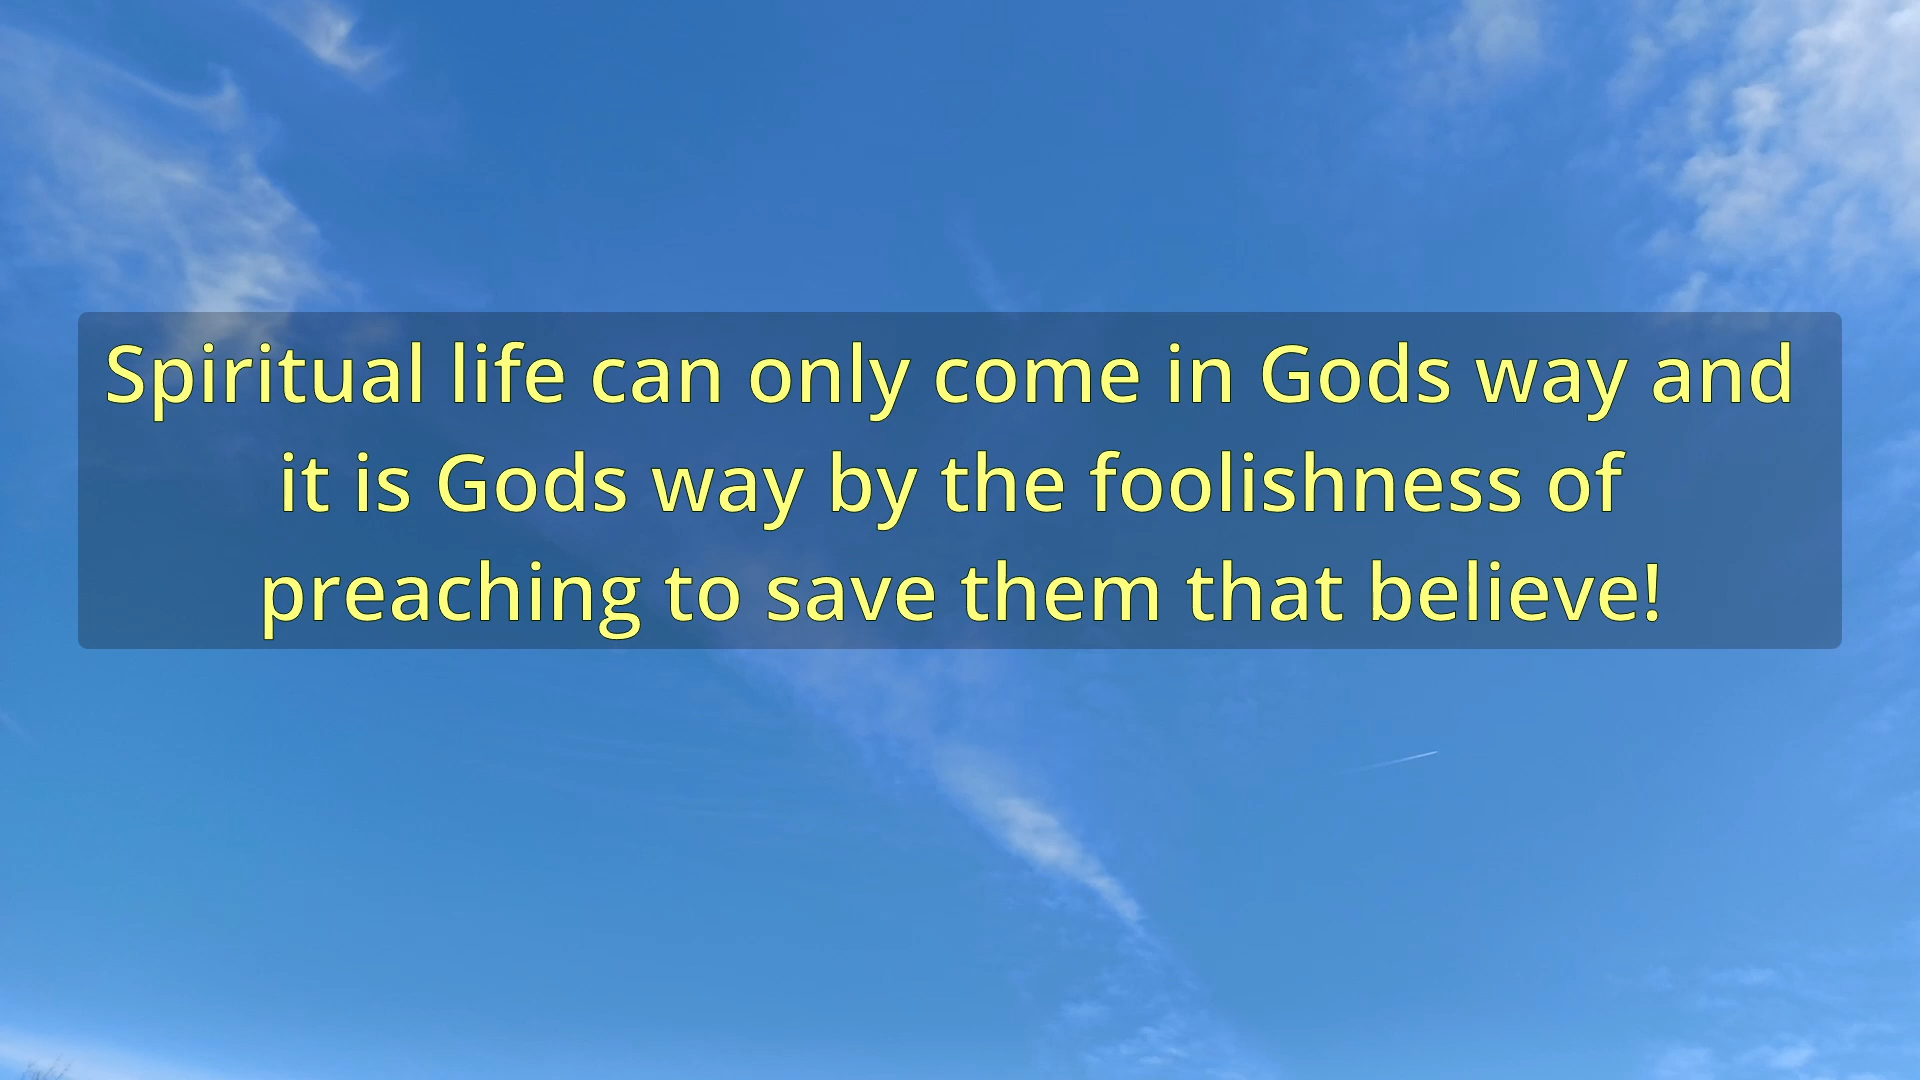 Spiritual life can only come in Gods way and
it is Gods way by the foolishness of
preaching to save them that believe!